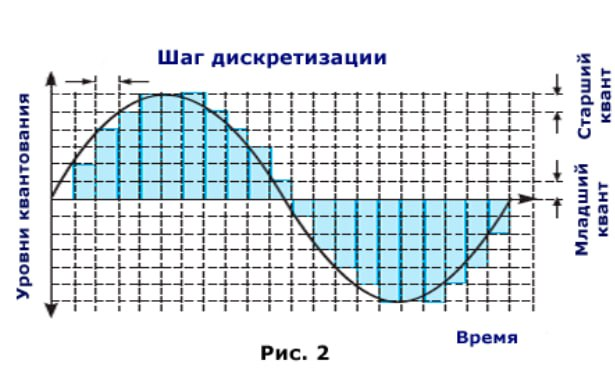 Шаг дискретизации
Уровни квантования
Старший
квант
Младший
квант
Время
Рис. 2